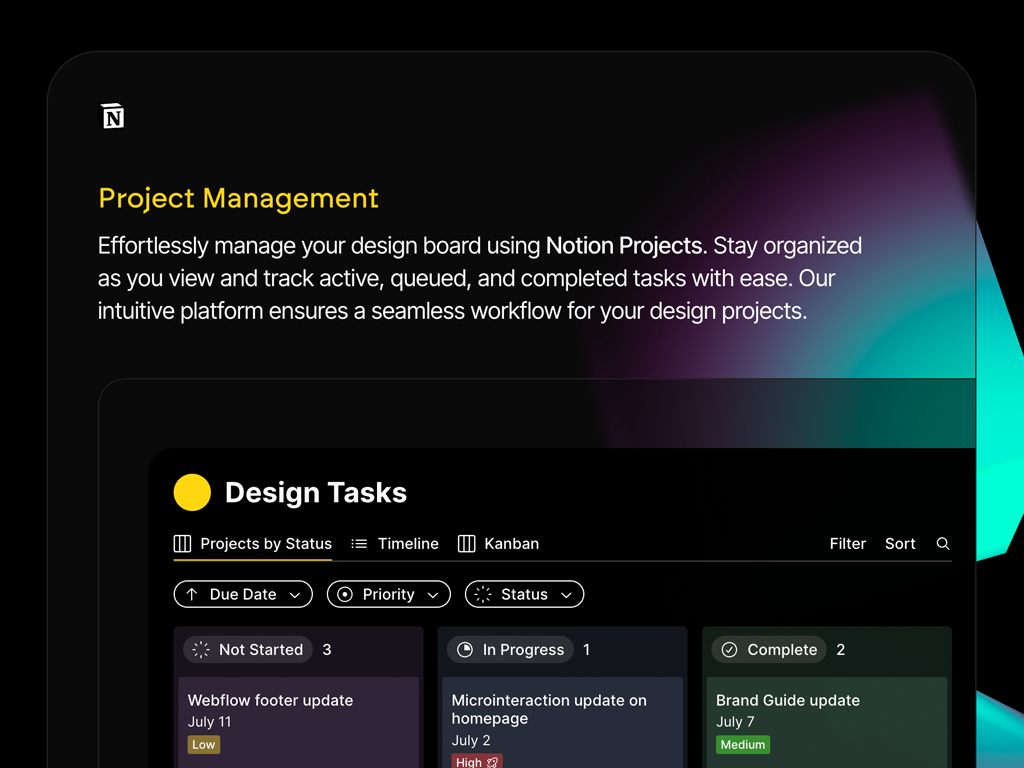 N
Project Management
Effortlessly manage your design board using Notion Projects. Stay organized
as you view and track active, queued, and completed tasks with ease. Our
intuitive platform ensures a seamless workflow for your design projects.
Design Tasks
Projects by Status Timeline Kanban Filter Sort
Due Date Priority Status
Not Started 3 In Progress 1 Complete 2
Webflow footer update
July 11
Low
Microinteraction update on
homepage
July 2
High
Brand Guide update
July 7
Medium